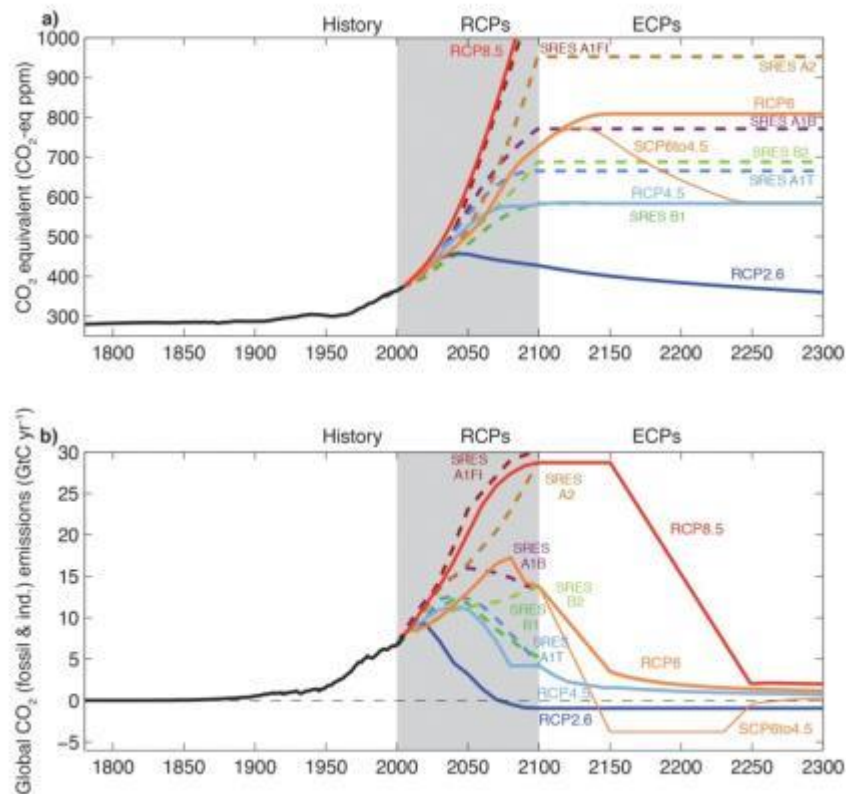 a)
History RCPs ECPs
CO₂ equivalent (CO₂-eq ppm)
1000
900
800
700
600
500
400
300
RCP8.5
SRES A1FI
SRES A2
RCP6
SRES A1B
SCP6to4.5
SRES B2
SRES A1T
RCP4.5
SRES B1
RCP2.6
1800 1850 1900 1950 2000 2050 2100 2150 2200 2250 2300
b)
History RCPs ECPs
Global CO₂ (fossil & ind.) emissions (GtC yr⁻¹)
30
25
20
15
10
5
0
−5
SRES
A1FI
SRES
A2
RCP8.5
SRES
A1B
SRES
B2
SRES
B1
SRES
A1T
RCP6
RCP4.5
RCP2.6
SCP6to4.5
1800 1850 1900 1950 2000 2050 2100 2150 2200 2250 2300